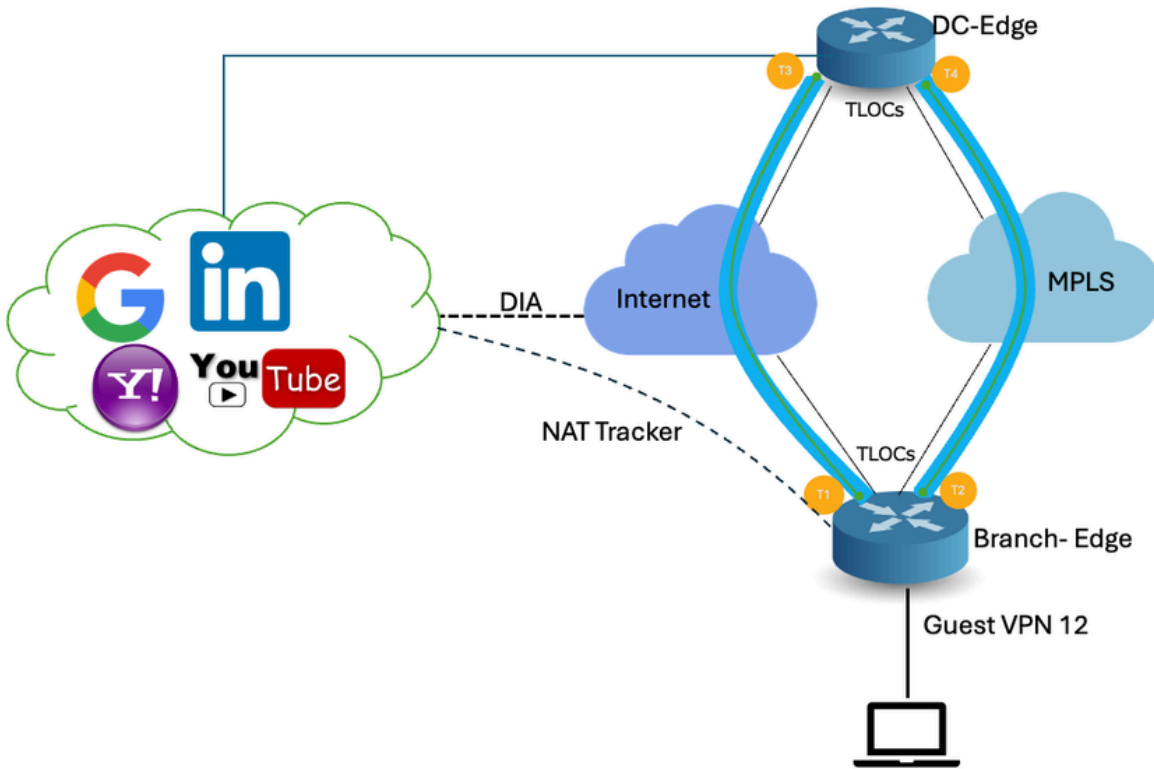 DC-Edge
T3
T4
TLOCs
in
G
DIA
Internet
MPLS
Y!
You
Tube
NAT Tracker
TLOCs
T1
T2
Branch- Edge
Guest VPN 12